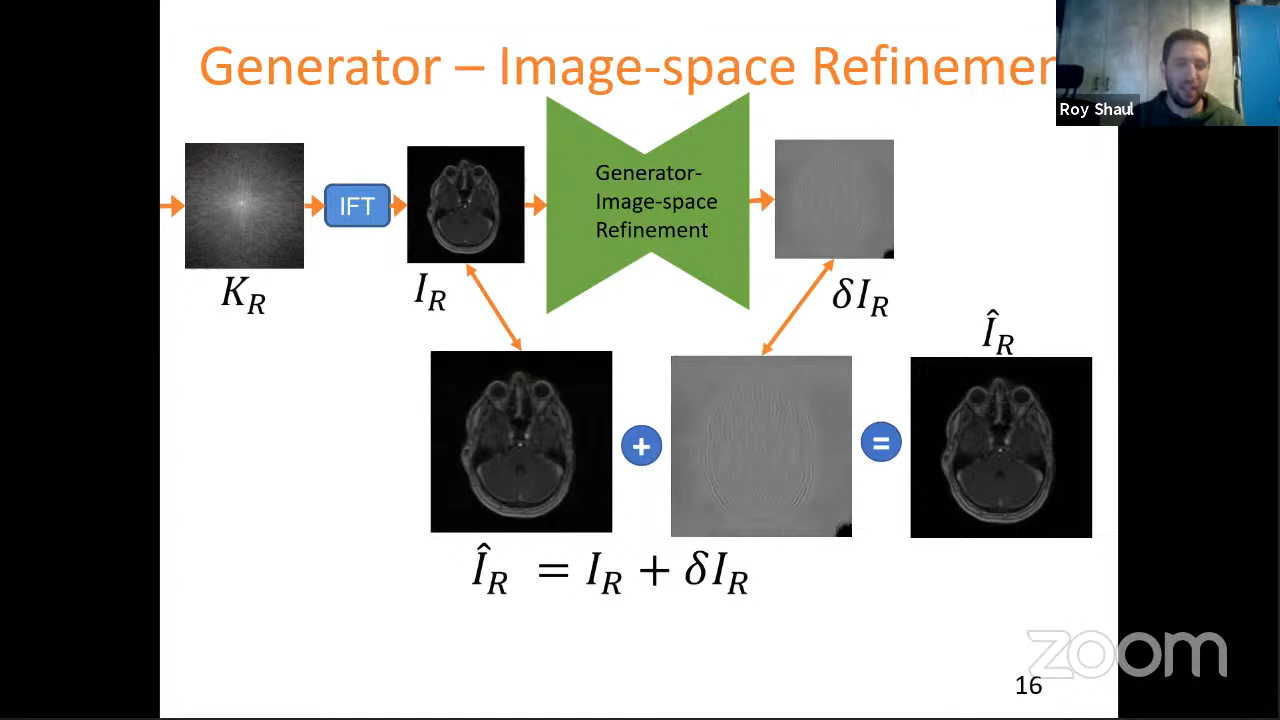 Generator – Image-space Refinemen
Roy Shaul
IFT
Generator-
Image-space
Refinement
K_R
I_R
δI_R
Î_R
+
=
Î_R = I_R + δI_R
zoom
16